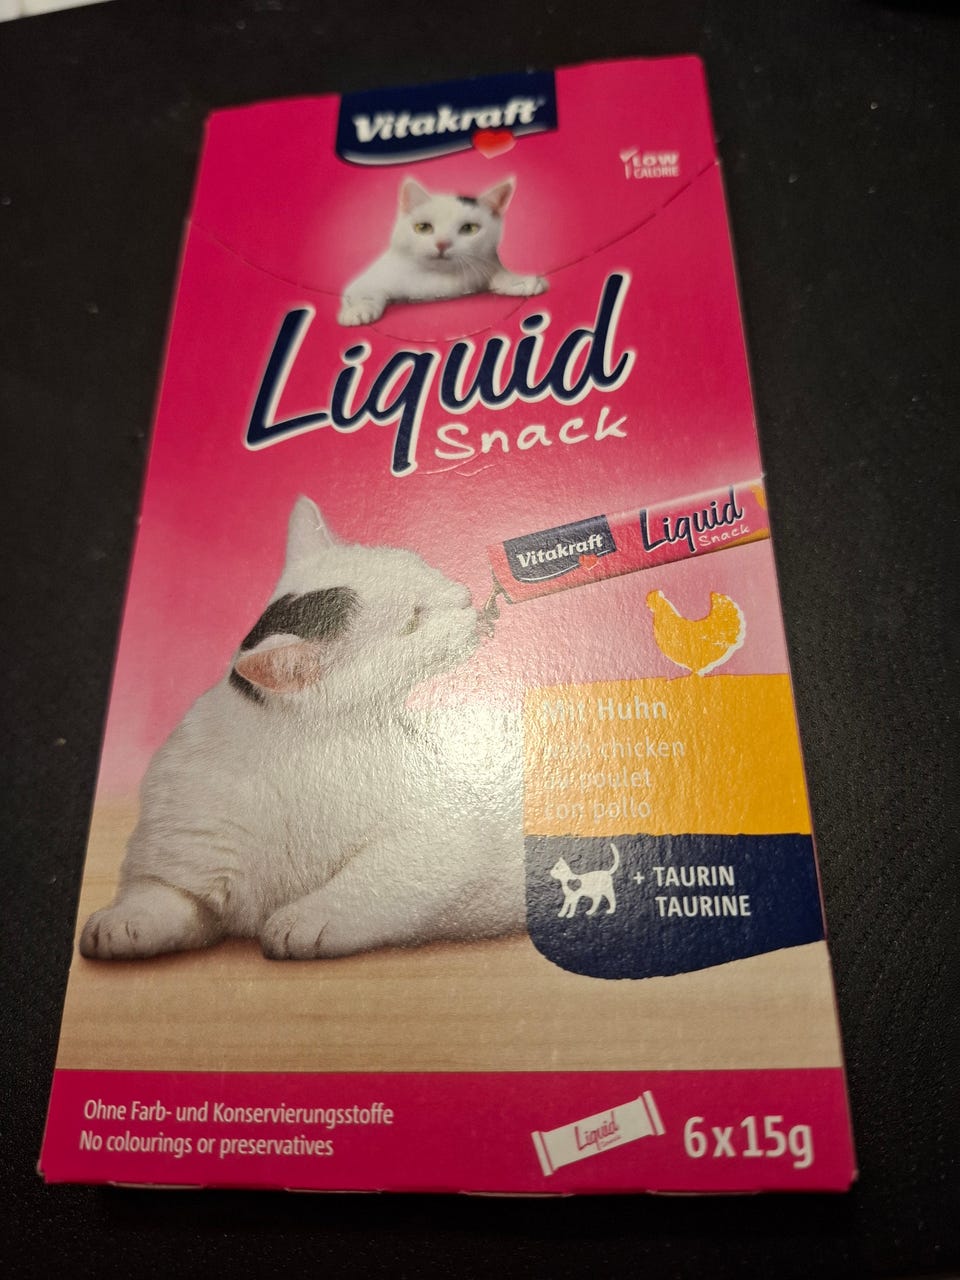 Vitakraft
LOW
CALORIE
Liquid
Snack
Vitakraft
Liquid
Snack
Mit Huhn
with chicken
au poulet
con pollo
+ TAURIN
TAURINE
Ohne Farb- und Konservierungsstoffe
No colourings or preservatives
Liquid
Snack
6x15g